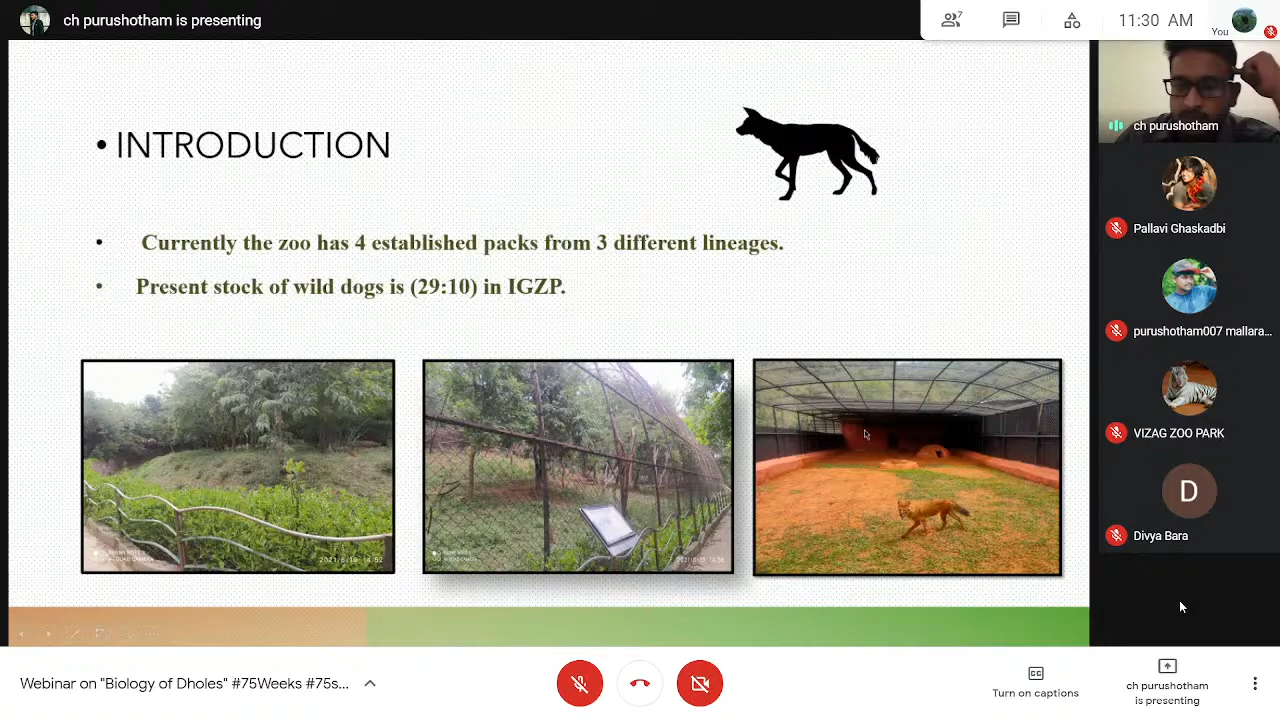 ch purushotham is presenting
7
11:30 AM
You
• INTRODUCTION
ch purushotham
• Currently the zoo has 4 established packs from 3 different lineages.
• Present stock of wild dogs is (29:10) in IGZP.
Pallavi Ghaskadbi
purushotham007 mallara...
VIZAG ZOO PARK
D
Divya Bara
Webinar on "Biology of Dholes" #75Weeks #75s...
CC
Turn on captions
ch purushotham
is presenting